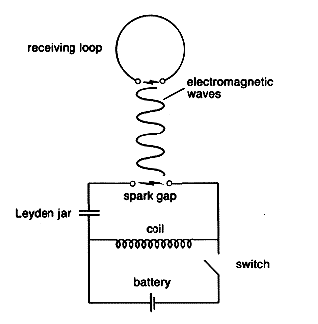 receiving loop
electromagnetic
waves
spark gap
Leyden jar
coil
switch
battery